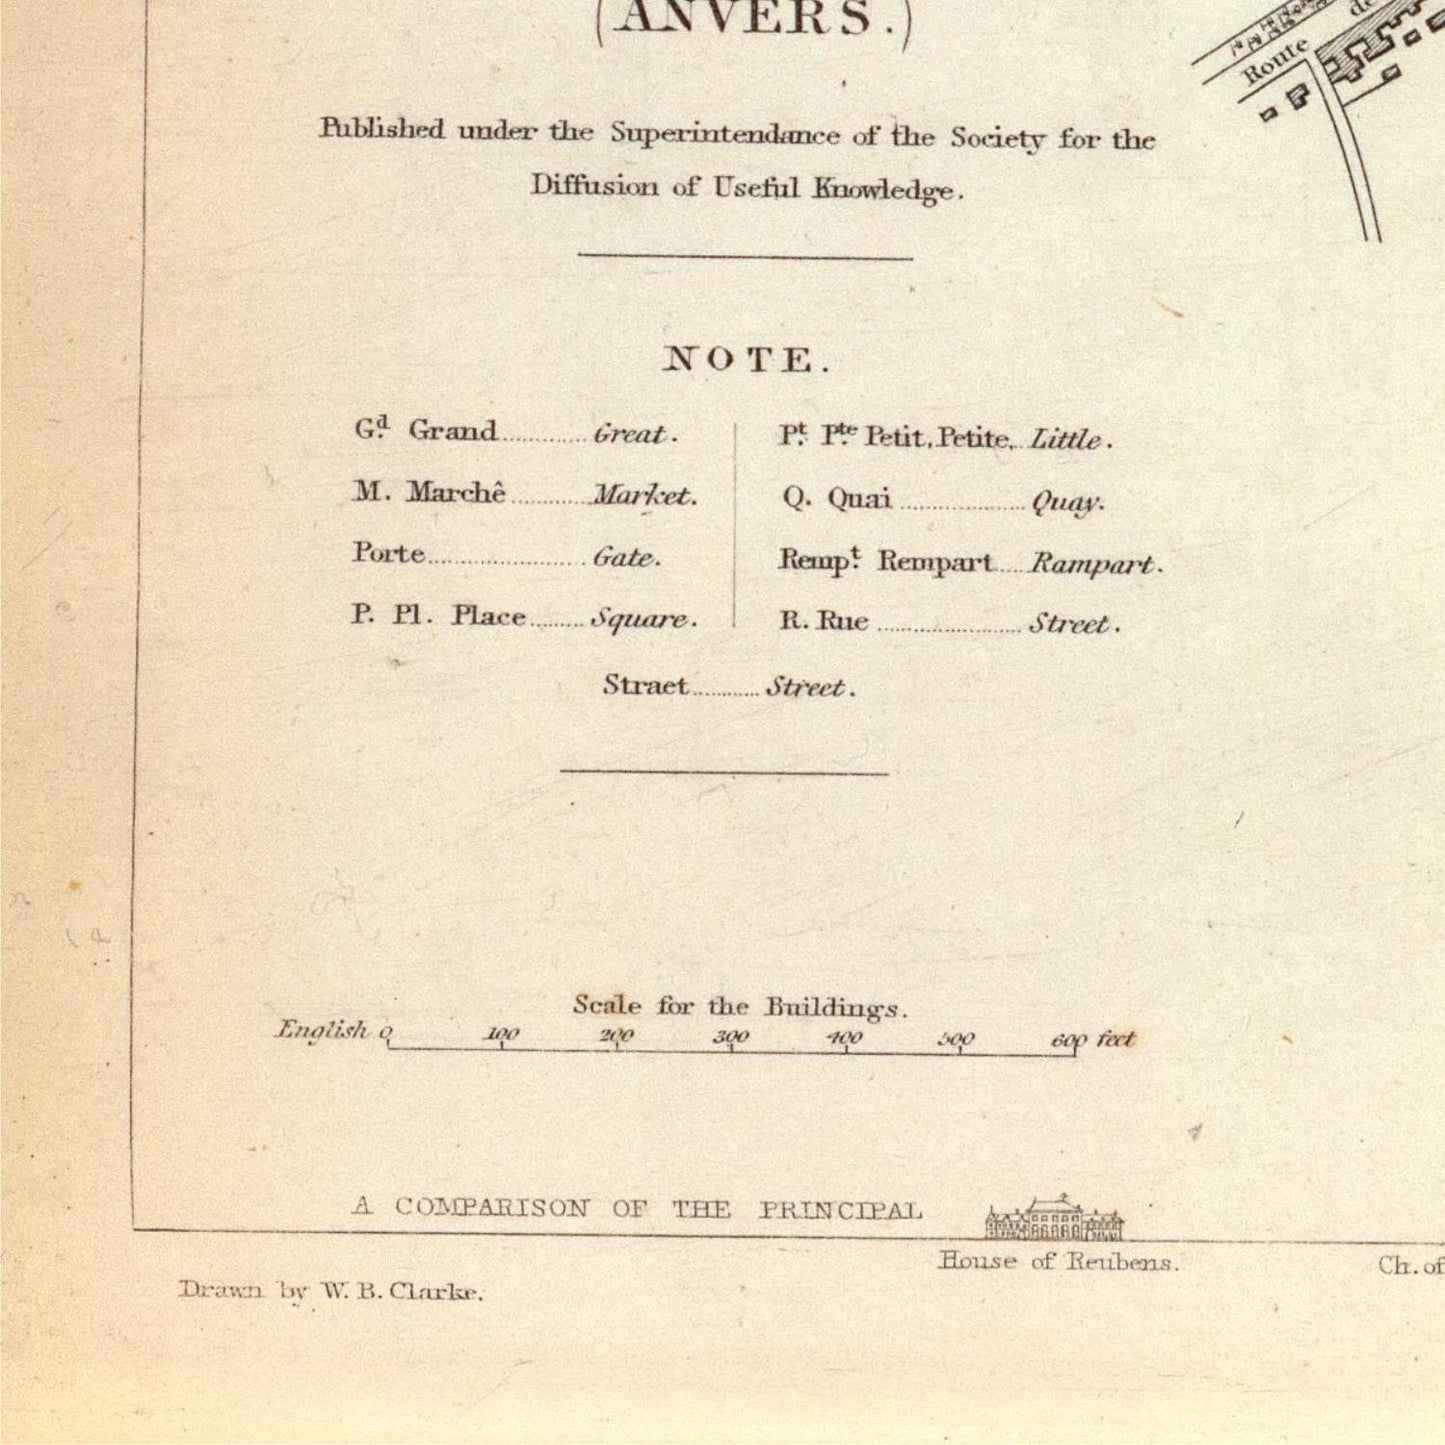 (ANVERS.)
Route de
Published under the Superintendance of the Society for the
Diffusion of Useful Knowledge.
NOTE.
Gd. Grand............Great.
M. Marchê...........Market.
Porte......................Gate.
P. Pl. Place........Square.
Pt. Pte. Petit, Petite, Little.
Q. Quai..................Quay.
Rempt. Rempart....Rampart.
R. Rue.....................Street.
Straet...........Street.
Scale for the Buildings.
English 0 100 200 300 400 500 600 feet
A COMPARISON OF THE PRINCIPAL
House of Reubens.
Ch. of
Drawn by W. B. Clarke.